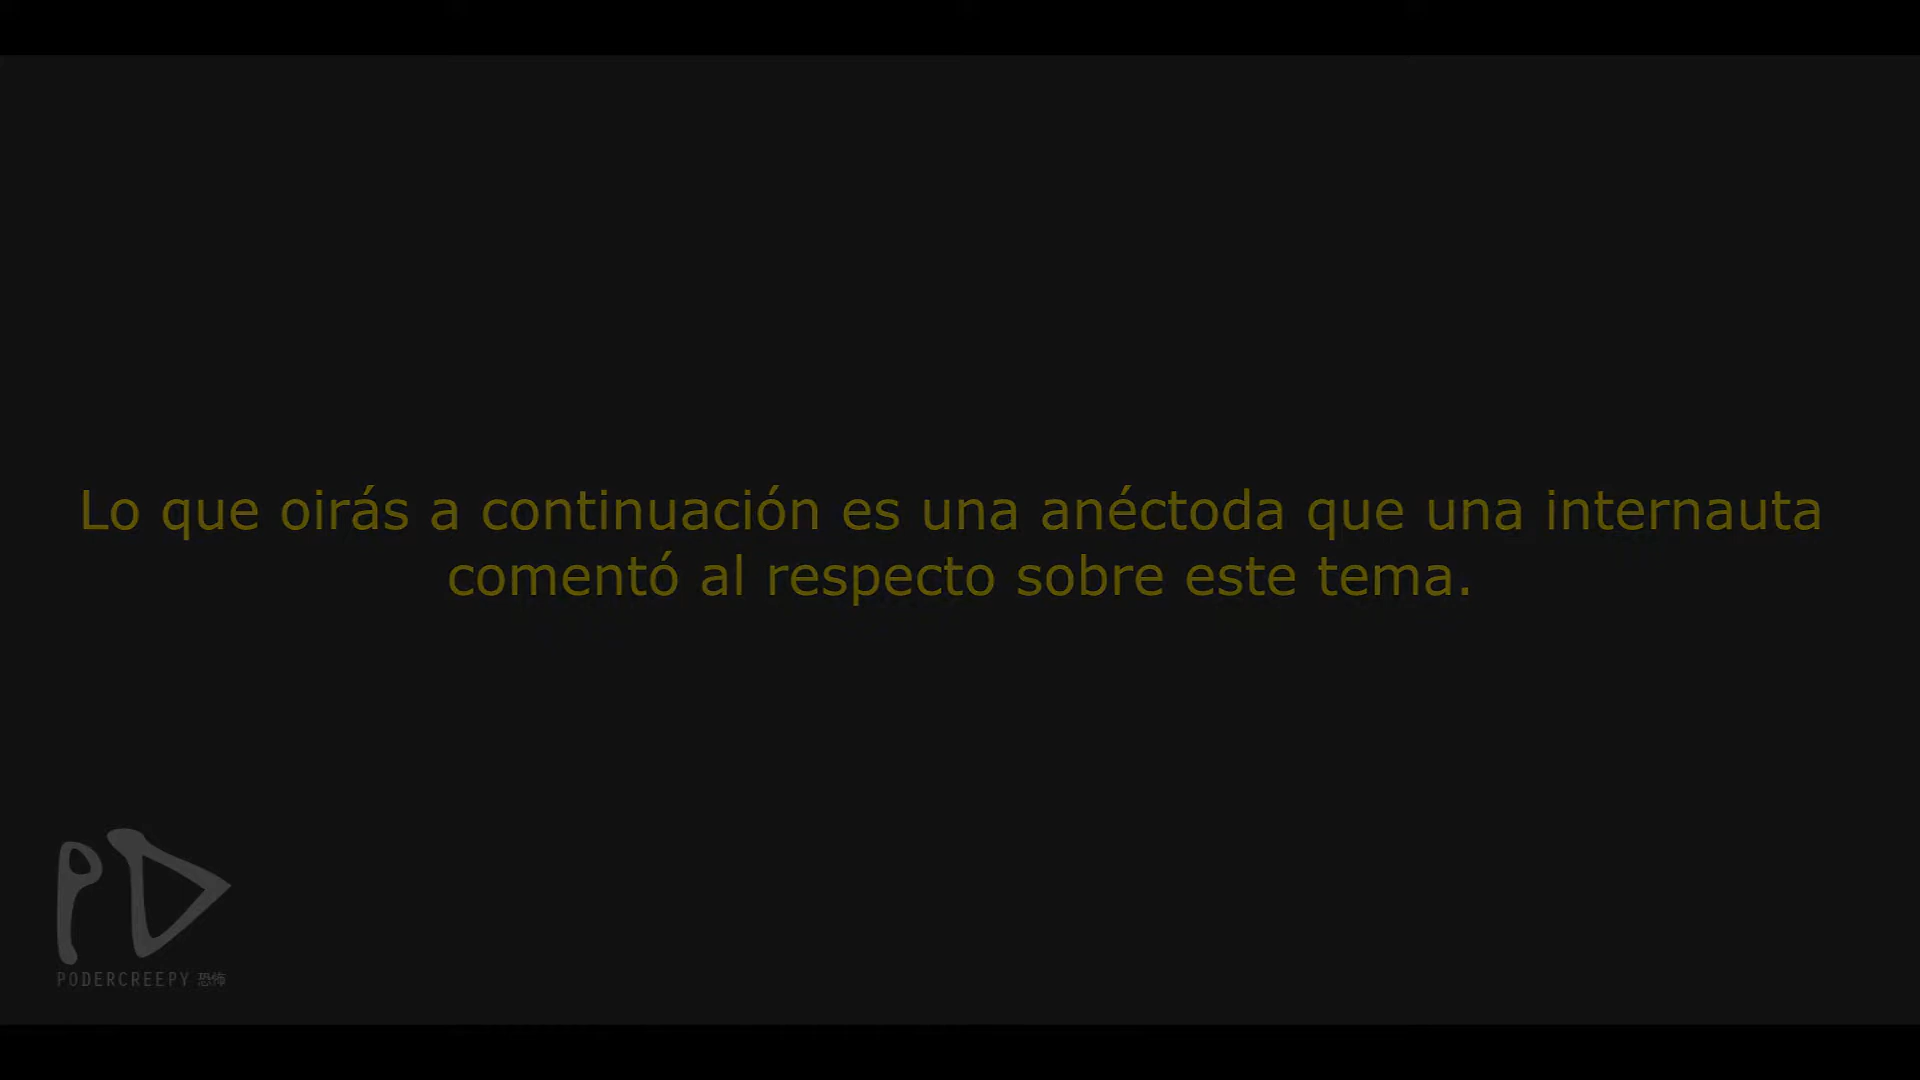 Lo que oirás a continuación es una anéctoda que una internauta
comentó al respecto sobre este tema.
PD
PODERCREEPY 恐怖